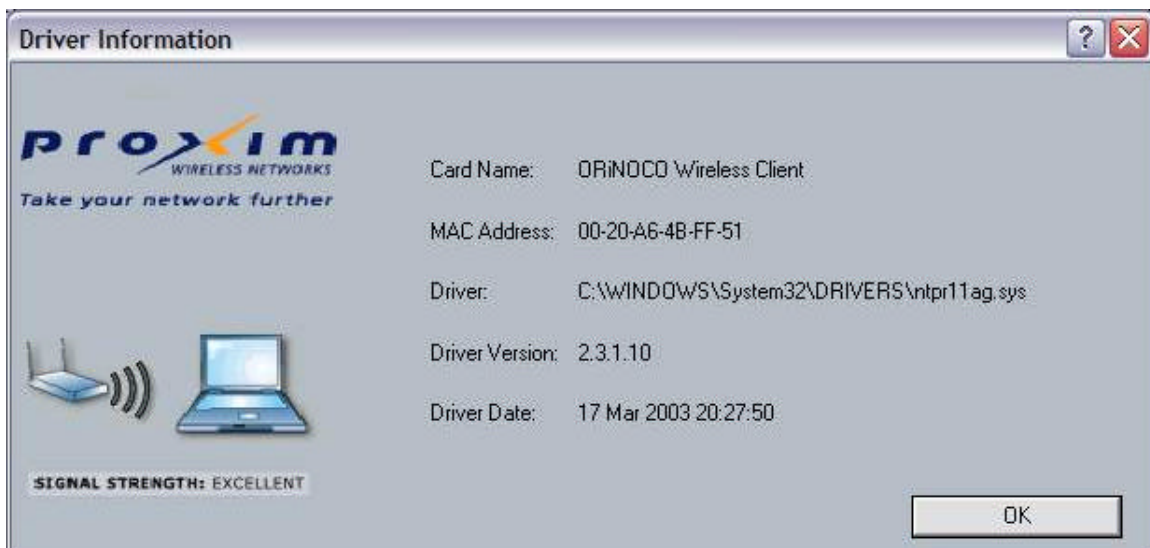 Driver Information
?
proxim
WIRELESS NETWORKS
Take your network further
Card Name: ORiNOCO Wireless Client
MAC Address: 00-20-A6-4B-FF-51
Driver: C:\WINDOWS\System32\DRIVERS\ntpr11ag.sys
Driver Version: 2.3.1.10
Driver Date: 17 Mar 2003 20:27:50
SIGNAL STRENGTH: EXCELLENT
OK